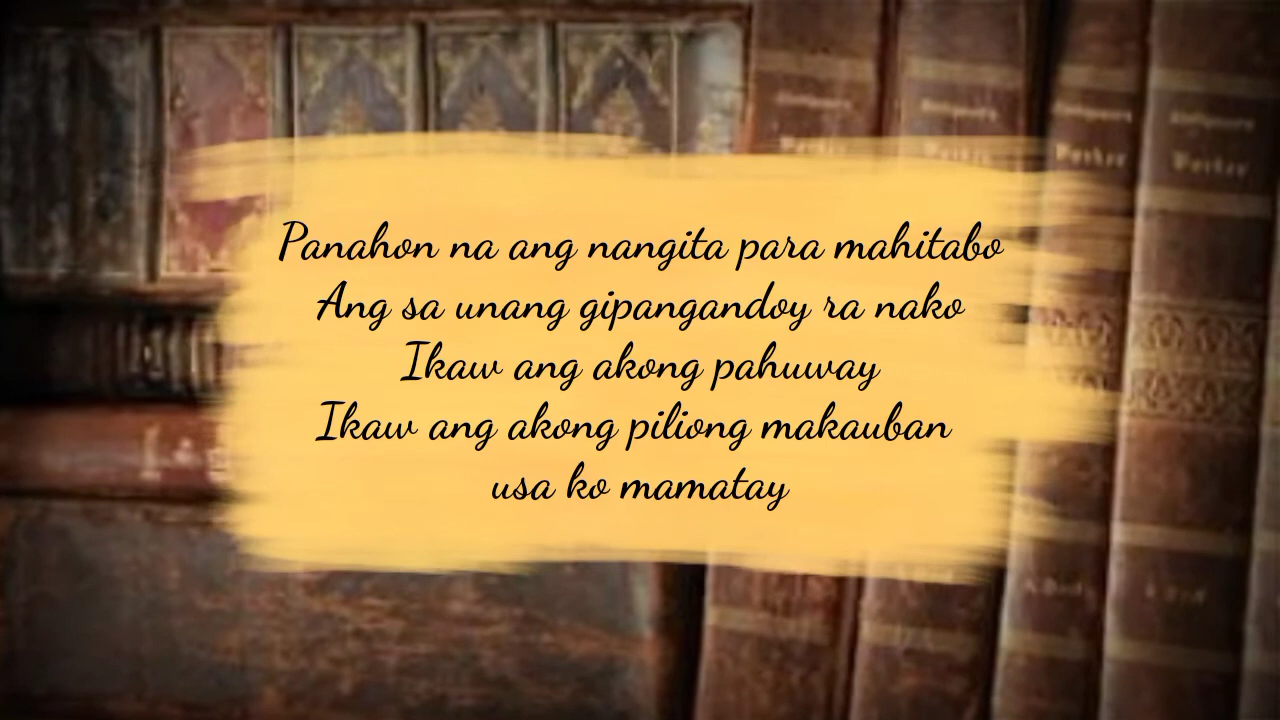 Panahon na ang nangita para mahitabo
Ang sa unang gipangandoy ra nako
Ikaw ang akong pahuway
Ikaw ang akong piliong makauban
usa ko mamatay